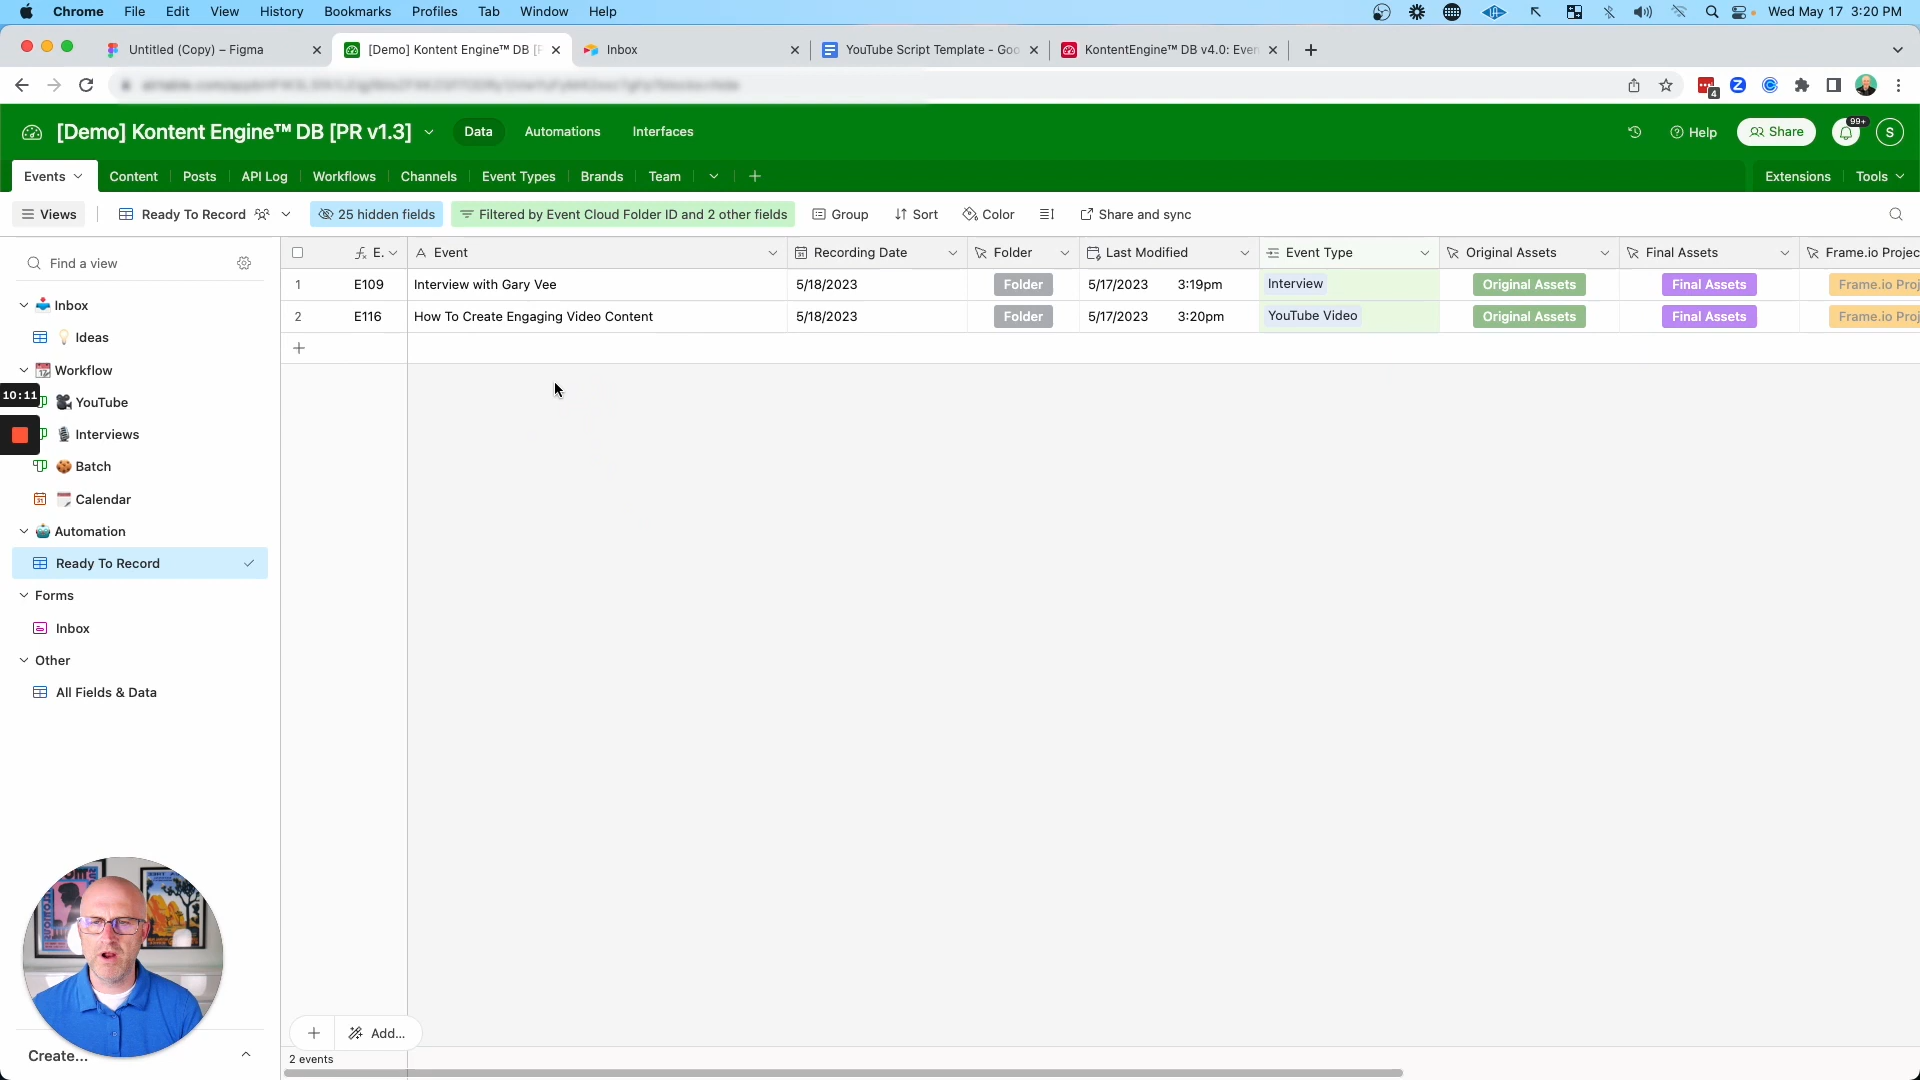 Chrome File Edit View History Bookmarks Profiles Tab Window Help
Wed May 17 3:20 PM
Untitled (Copy) – Figma
[Demo] Kontent Engine™ DB [P
Inbox
YouTube Script Template - Goo
KontentEngine™ DB v4.0: Even
4
[Demo] Kontent Engine™ DB [PR v1.3]
Data
Automations
Interfaces
Help
Share
99+
S
Events
Content
Posts
API Log
Workflows
Channels
Event Types
Brands
Team
Extensions
Tools
Views
Ready To Record
25 hidden fields
Filtered by Event Cloud Folder ID and 2 other fields
Group
Sort
Color
Share and sync
Find a view
Inbox
Ideas
Workflow
YouTube
Interviews
Batch
Calendar
Automation
Ready To Record
Forms
Inbox
Other
All Fields & Data
10:11
Create...
E. Event Recording Date Folder Last Modified Event Type Original Assets Final Assets Frame.io Projec
1 E109 Interview with Gary Vee 5/18/2023 Folder 5/17/2023 3:19pm Interview Original Assets Final Assets Frame.io Proj
2 E116 How To Create Engaging Video Content 5/18/2023 Folder 5/17/2023 3:20pm YouTube Video Original Assets Final Assets Frame.io Proj
Add...
2 events